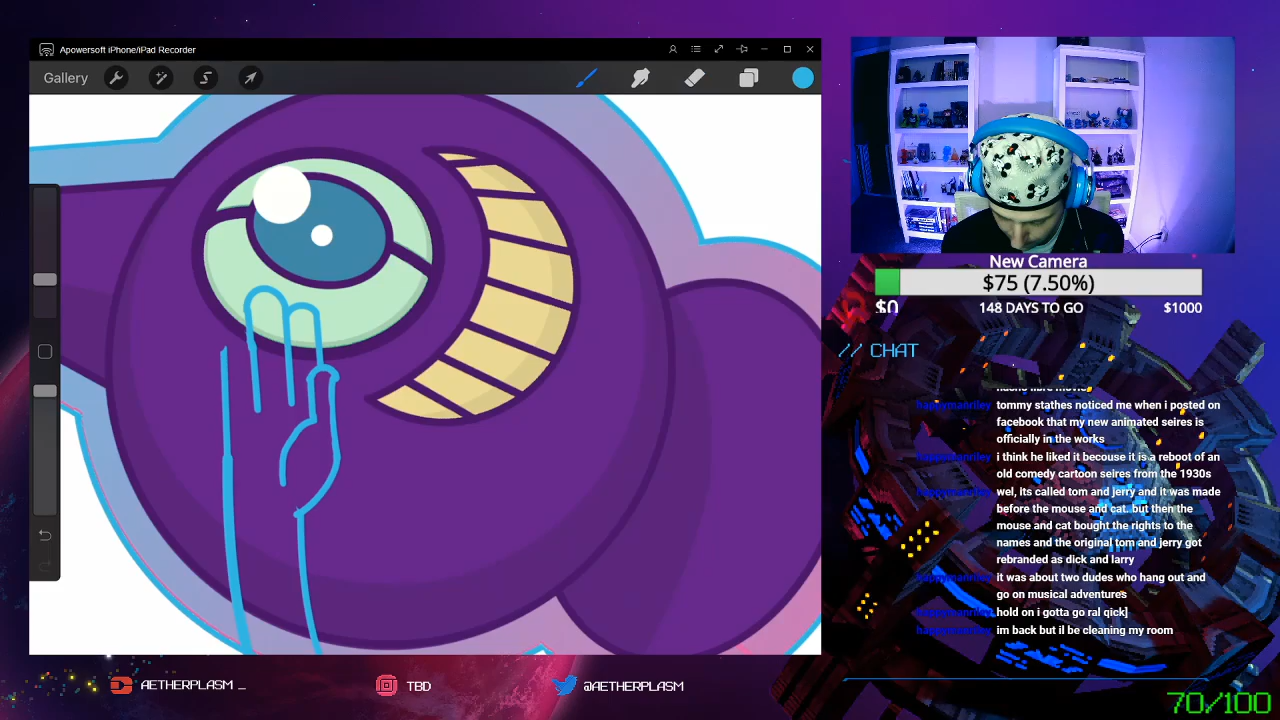 Apowersoft iPhone/iPad Recorder
Gallery
New Camera
$75 (7.50%)
$0
148 DAYS TO GO
$1000
// CHAT
happymanriley tommy stathes noticed me when i posted on
facebook that my new animated seires is
officially in the works
happymanriley i think he liked it becouse it is a reboot of an
old comedy cartoon seires from the 1930s
happymanriley wel, its called tom and jerry and it was made
before the mouse and cat. but then the
mouse and cat bought the rights to the
names and the original tom and jerry got
rebranded as dick and larry
happymanriley it was about two dudes who hang out and
go on musical adventures
happymanriley hold on i gotta go ral qick]
happymanriley im back but il be cleaning my room
AETHERPLASM _
TBD
@AETHERPLASM
70/100